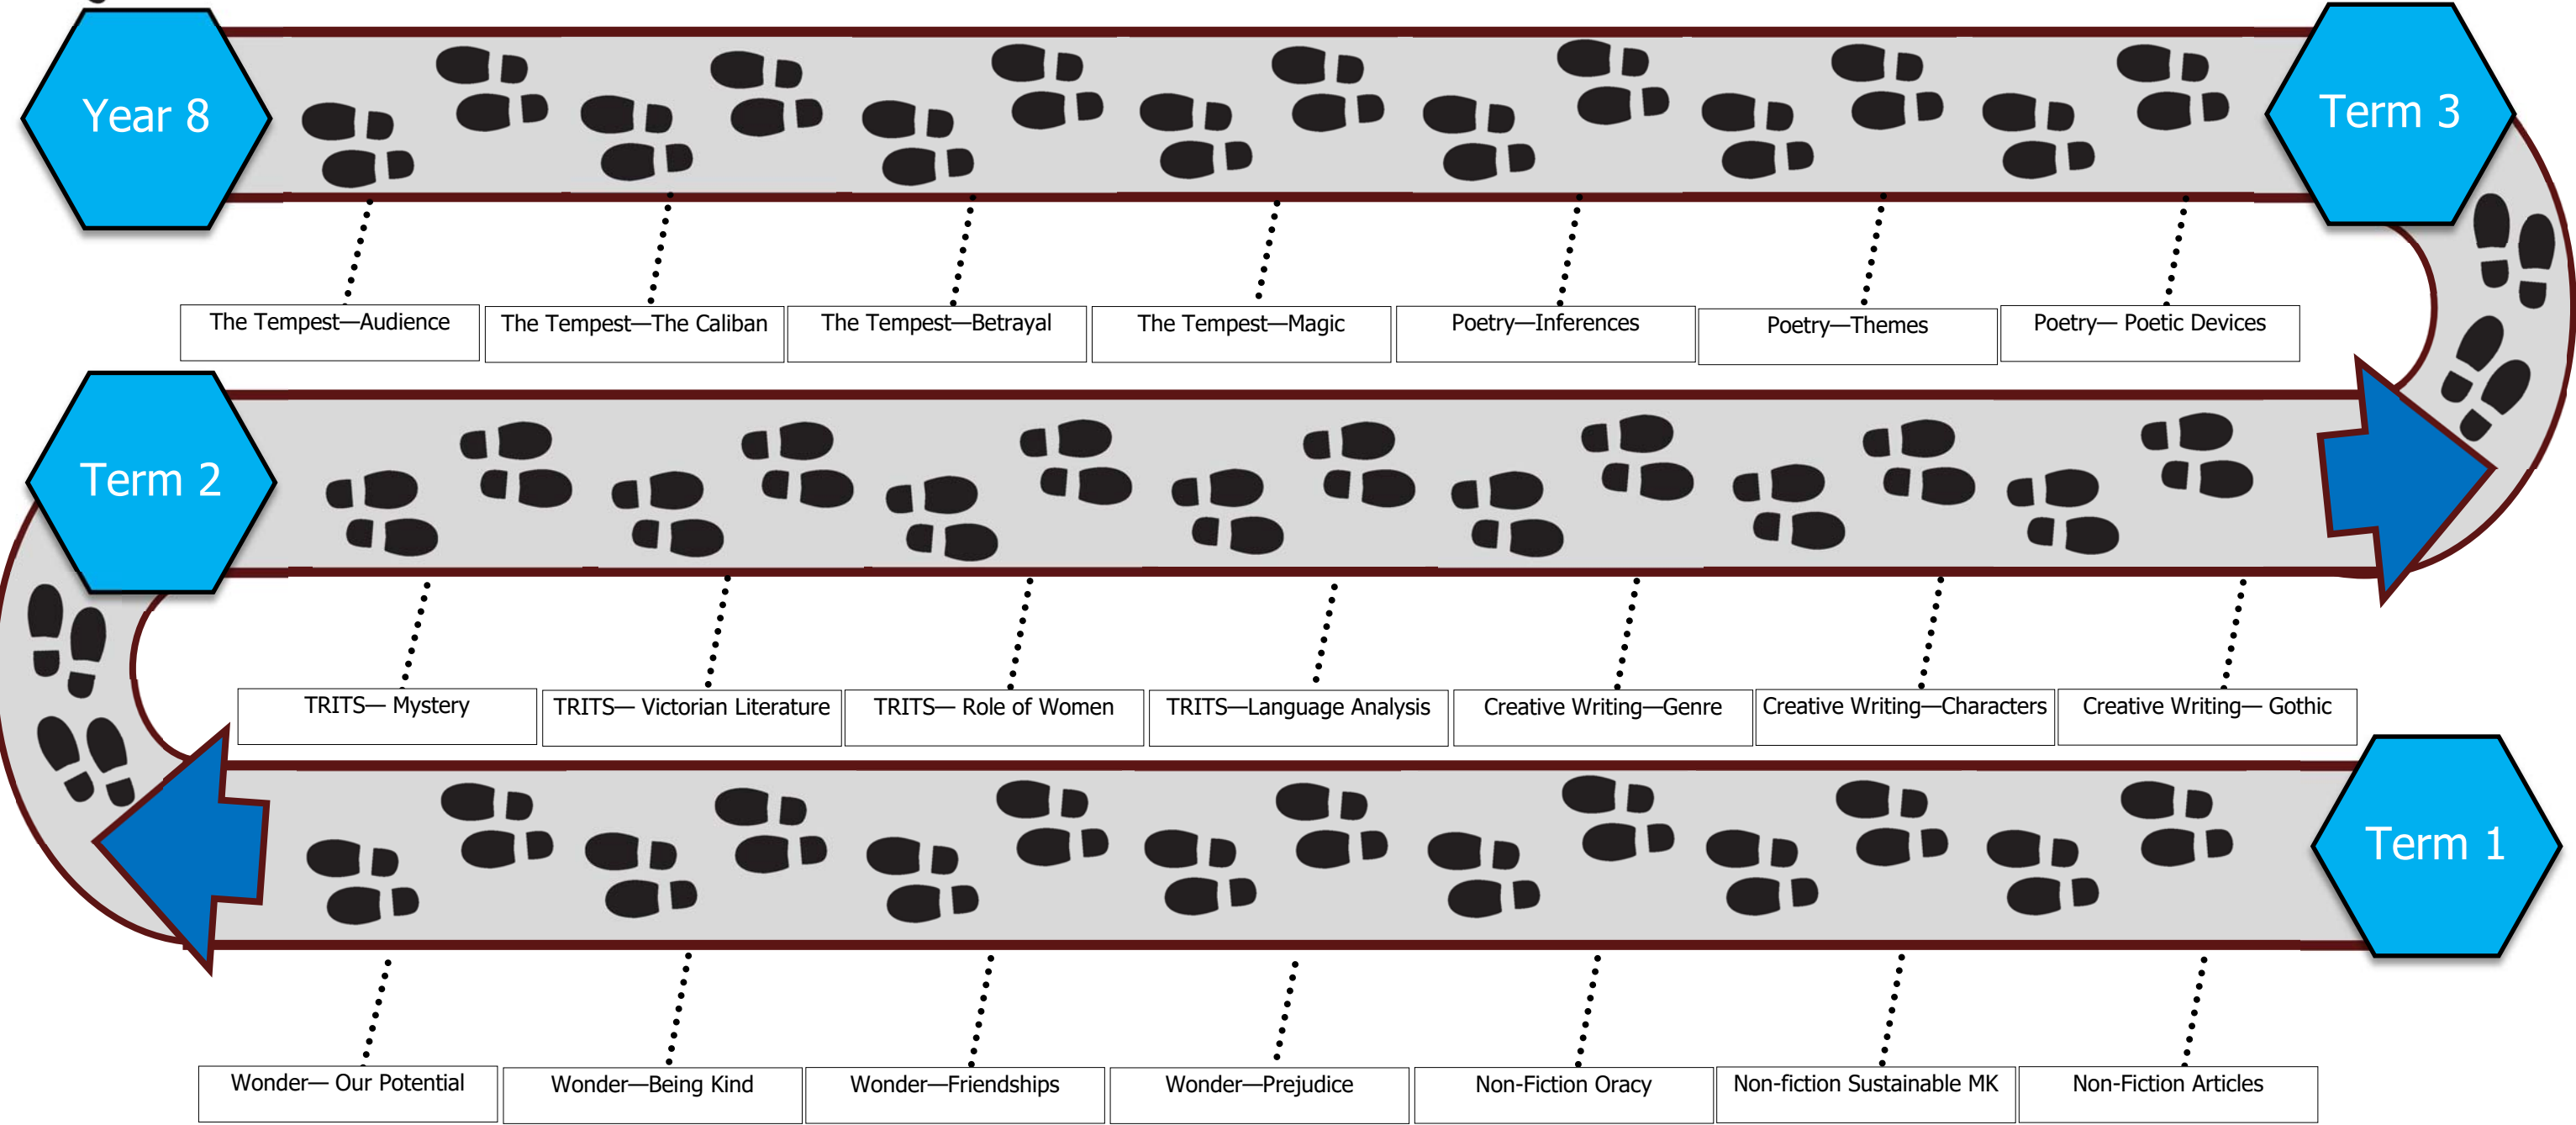 Year 8
Term 3
The Tempest—Audience
The Tempest—The Caliban
The Tempest—Betrayal
The Tempest—Magic
Poetry—Inferences
Poetry—Themes
Poetry— Poetic Devices
Term 2
TRITS— Mystery
TRITS— Victorian Literature
TRITS— Role of Women
TRITS—Language Analysis
Creative Writing—Genre
Creative Writing—Characters
Creative Writing— Gothic
Term 1
Wonder— Our Potential
Wonder—Being Kind
Wonder—Friendships
Wonder—Prejudice
Non-Fiction Oracy
Non-fiction Sustainable MK
Non-Fiction Articles